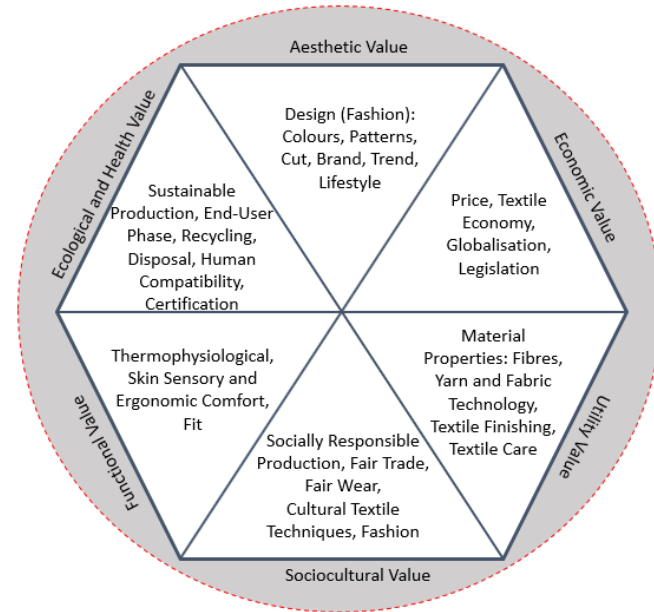 Aesthetic Value
Design (Fashion):
Colours, Patterns,
Cut, Brand, Trend,
Lifestyle
Economic Value
Price, Textile
Economy,
Globalisation,
Legislation
Utility Value
Material
Properties: Fibres,
Yarn and Fabric
Technology,
Textile Finishing,
Textile Care
Sociocultural Value
Socially Responsible
Production, Fair Trade,
Fair Wear,
Cultural Textile
Techniques, Fashion
Functional Value
Thermophysiological,
Skin Sensory and
Ergonomic Comfort,
Fit
Ecological and Health Value
Sustainable
Production, End-User
Phase, Recycling,
Disposal, Human
Compatibility,
Certification